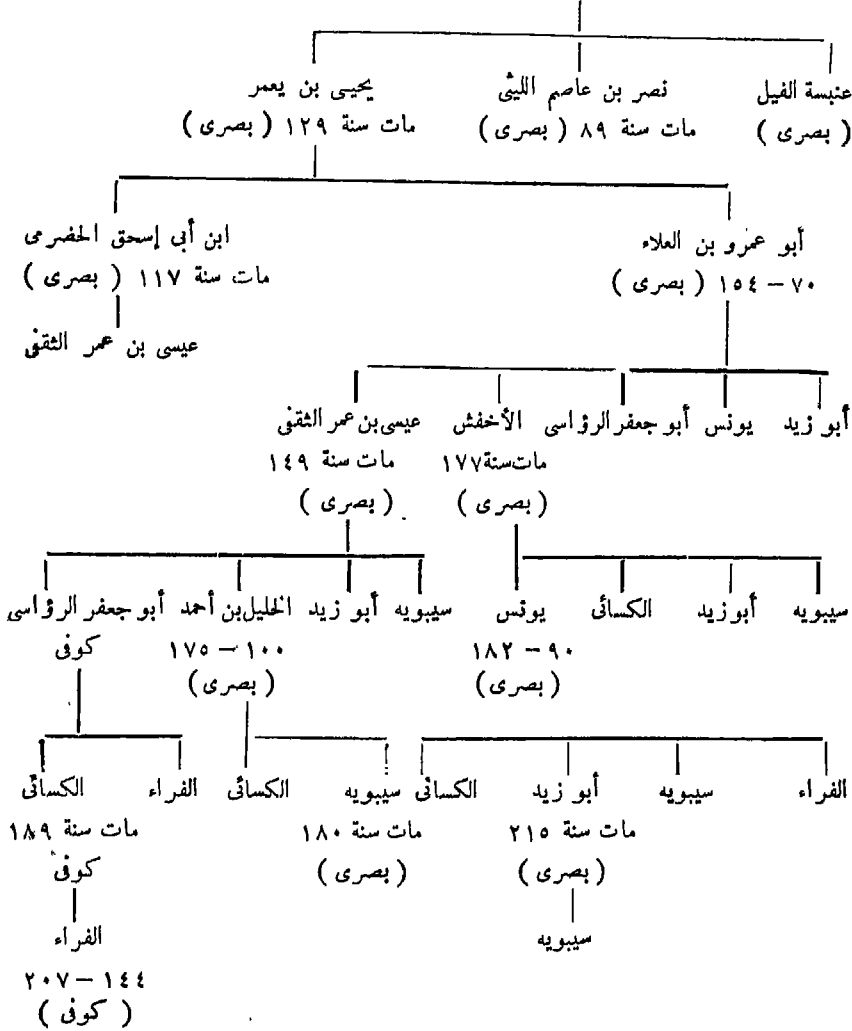 عنبسة الفيل نصر بن عاصم الليثى يحيى بن يعمر
( بصرى ) مات سنة ٨٩ ( بصرى ) مات سنة ١٢٩ ( بصرى )
أبو عمرو بن العلاء ابن أبى إسحق الحضرمى
٧٠ – ١٥٤ ( بصرى ) مات سنة ١١٧ ( بصرى )
عيسى بن عمر الثقفى
أبو زيد يونس أبو جعفر الرؤاسى الأخفش عيسى بن عمر الثقفى
مات سنة ١٧٧ مات سنة ١٤٩
( بصرى ) ( بصرى )
سيبويه أبو زيد الكسائى يونس سيبويه أبو زيد الخليل بن أحمد أبو جعفر الرؤاسى
٩٠ – ١٨٢ ١٠٠ – ١٧٥ كوفى
( بصرى ) ( بصرى )
الفراء سيبويه أبو زيد الكسائى سيبويه الكسائى الفراء الكسائى
مات سنة ٢١٥ مات سنة ١٨٠ مات سنة ١٨٩
( بصرى ) ( بصرى ) كوفى
سيبويه الفراء
١٤٤ – ٢٠٧
( كوفى )